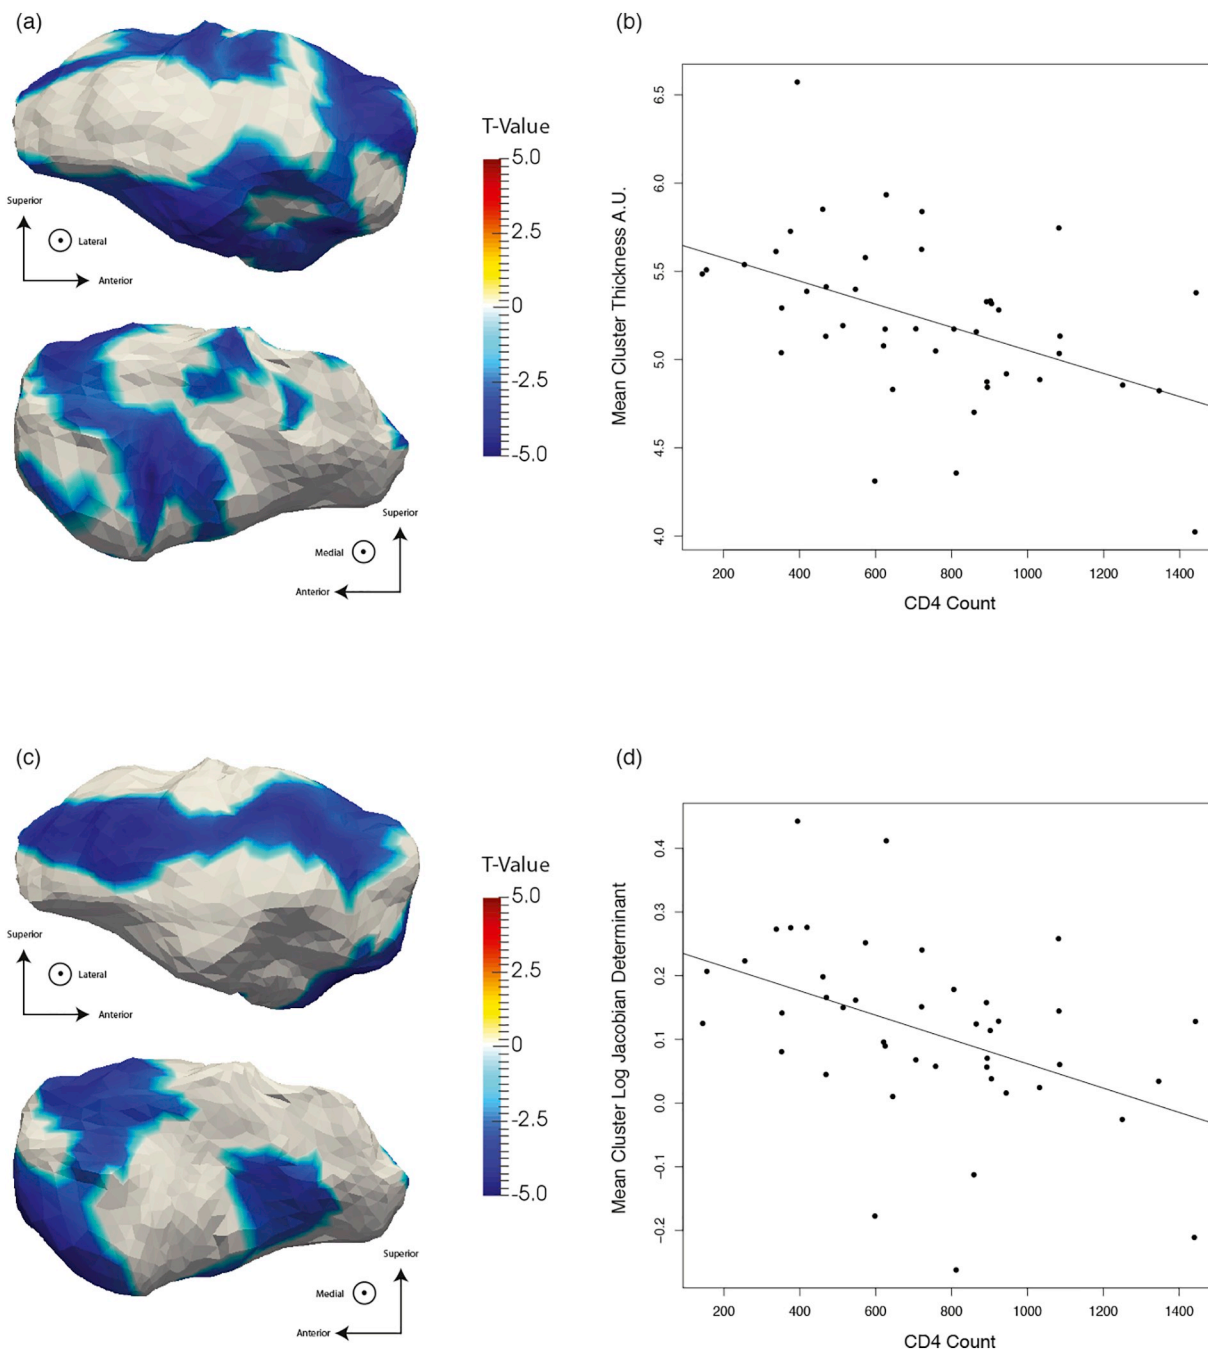 (a)
T-Value
5.0
2.5
0
-2.5
-5.0
Superior
Lateral
Anterior
Superior
Medial
Anterior
(b)
Mean Cluster Thickness A.U.
6.5
6.0
5.5
5.0
4.5
4.0
200 400 600 800 1000 1200 1400
CD4 Count
(c)
T-Value
5.0
2.5
0
-2.5
-5.0
Superior
Lateral
Anterior
Superior
Medial
Anterior
(d)
Mean Cluster Log Jacobian Determinant
0.4
0.3
0.2
0.1
0.0
−0.1
−0.2
200 400 600 800 1000 1200 1400
CD4 Count